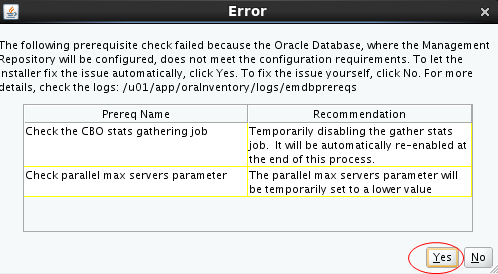 Error
The following prerequisite check failed because the Oracle Database, where the Management
Repository will be configured, does not meet the configuration requirements. To let the
installer fix the issue automatically, click Yes. To fix the issue yourself, click No. For more
details, check the logs: /u01/app/oraInventory/logs/emdbprereqs
Prereq Name Recommendation
Check the CBO stats gathering job Temporarily disabling the gather stats
job. It will be automatically re-enabled at
the end of this process.
Check parallel max servers parameter The parallel max servers parameter will
be temporarily set to a lower value
Yes No